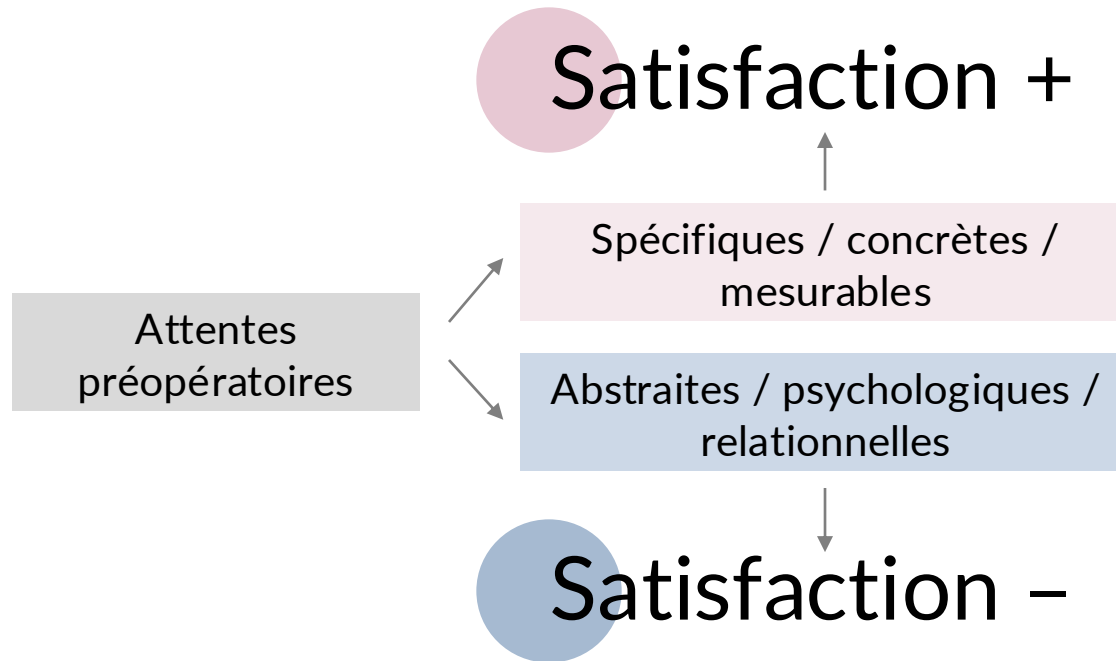 Satisfaction +
Spécifiques / concrètes /
mesurables
Attentes
préopératoires
Abstraites / psychologiques /
relationnelles
Satisfaction –